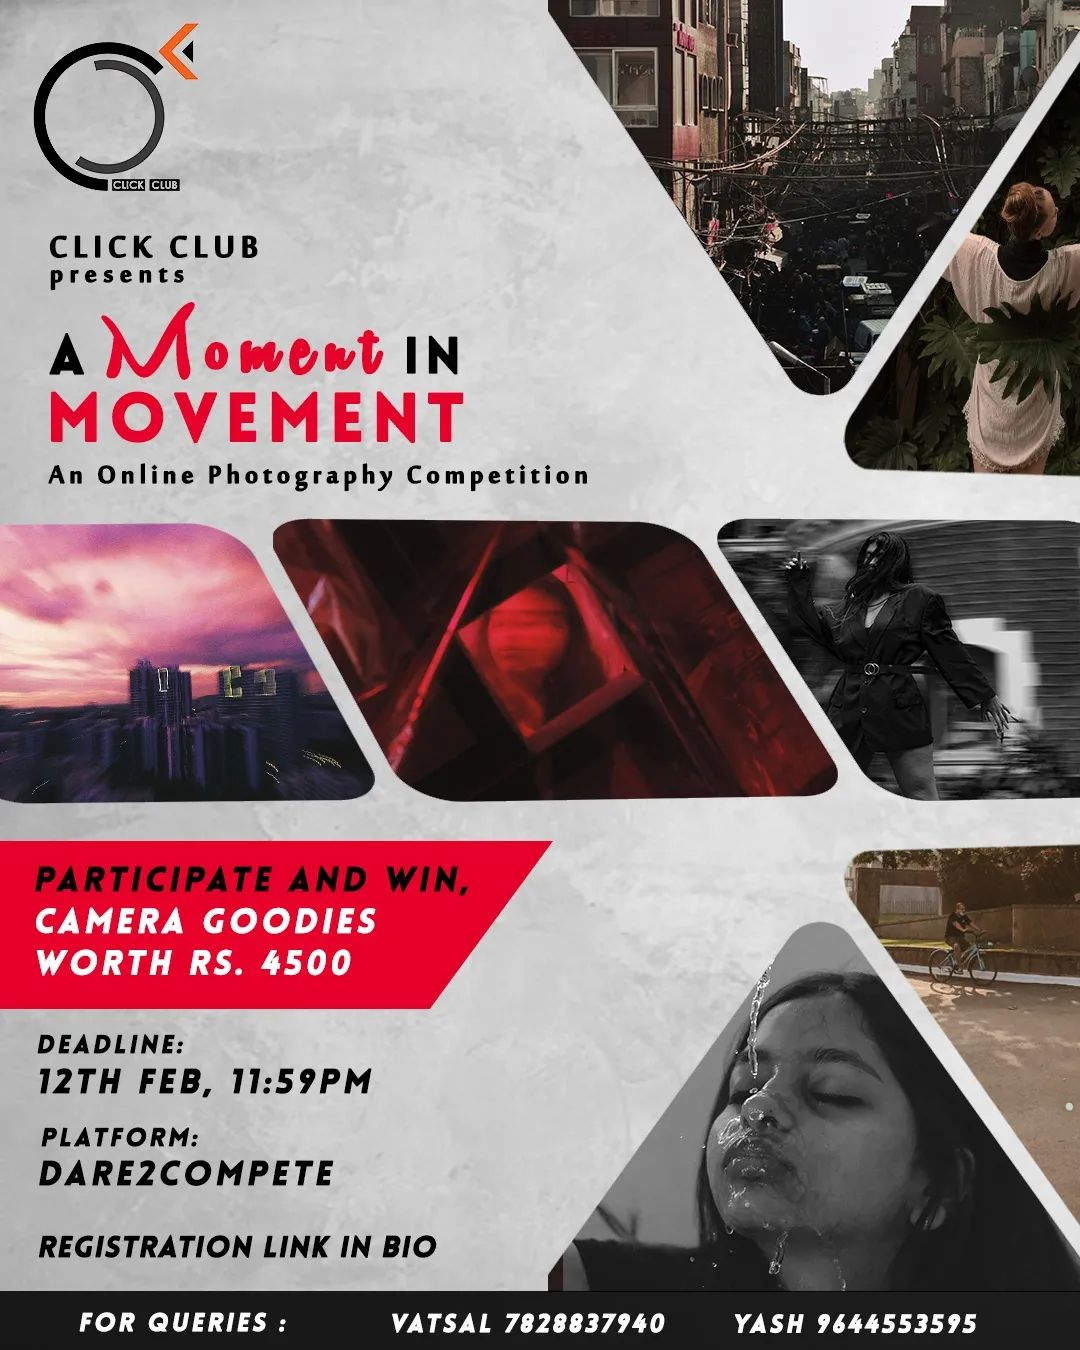 CLICK CLUB
CLICK CLUB
presents
A Moment IN
MOVEMENT
An Online Photography Competition
PARTICIPATE AND WIN,
CAMERA GOODIES
WORTH RS. 4500
DEADLINE:
12TH FEB, 11:59PM
PLATFORM:
DARE2COMPETE
REGISTRATION LINK IN BIO
FOR QUERIES : VATSAL 7828837940 YASH 9644553595